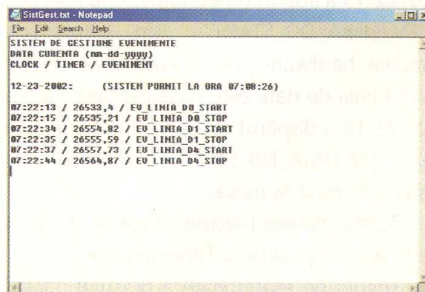 SistGest.txt - Notepad
File Edit Search Help
SISTEM DE GESTIUNE EVENIMENTE
DATA CURENTA (mm-dd-yyyy)
CLOCK / TIMER / EVENIMENT
12-23-2002: (SISTEM PORNIT LA ORA 07:00:26)
07:22:13 / 26533,4 / EV_LINIA_D0_START
07:22:15 / 26535,21 / EV_LINIA_D0_STOP
07:22:34 / 26554,82 / EV_LINIA_D1_START
07:22:35 / 26555,59 / EV_LINIA_D1_STOP
07:22:37 / 26557,73 / EV_LINIA_D4_START
07:22:44 / 26564,87 / EV_LINIA_D4_STOP